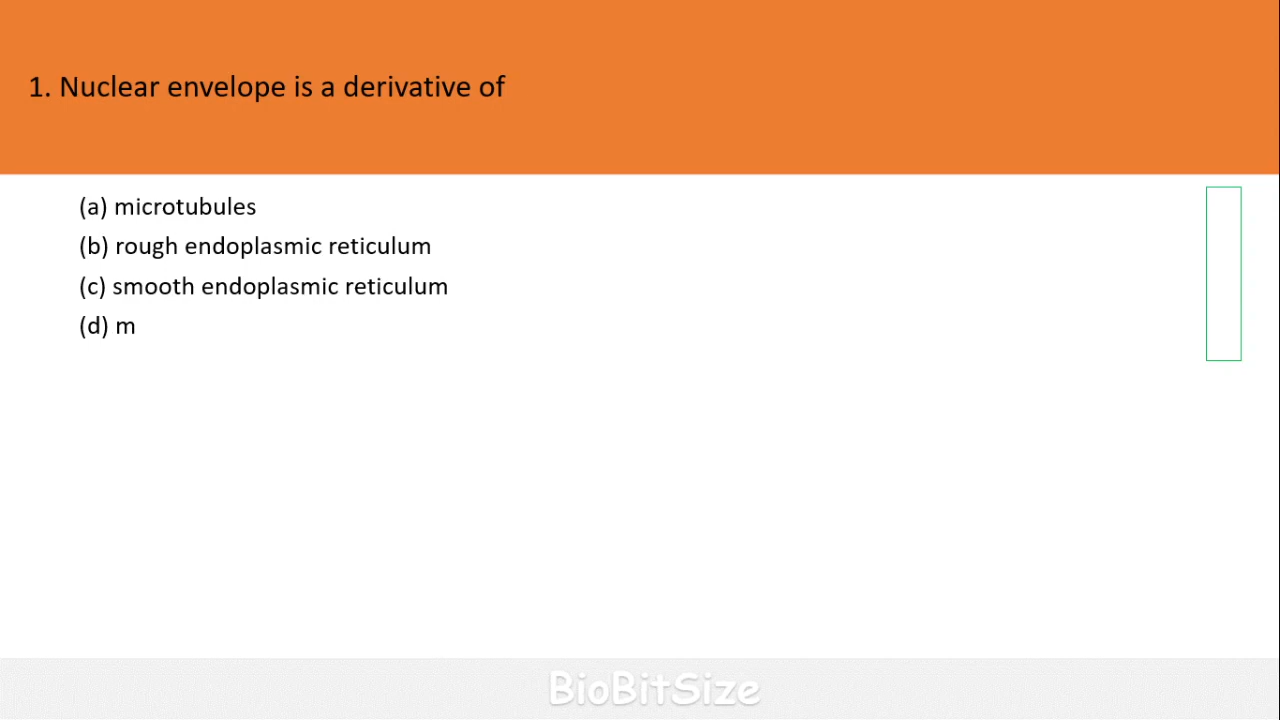 1. Nuclear envelope is a derivative of
(a) microtubules
(b) rough endoplasmic reticulum
(c) smooth endoplasmic reticulum
(d) m
BioBitSize